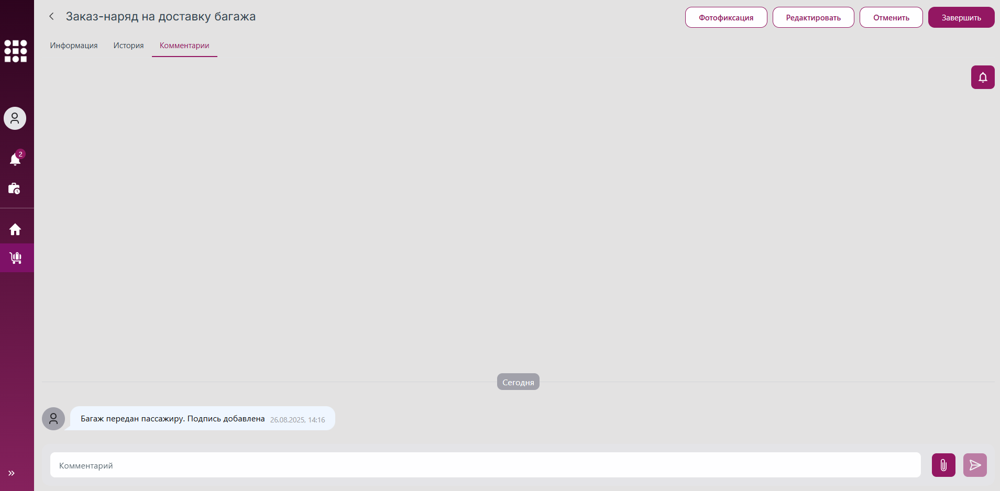 Заказ-наряд на доставку багажа
Фотофиксация
Редактировать
Отменить
Завершить
Информация
История
Комментарии
2
Сегодня
Багаж передан пассажиру. Подпись добавлена 26.08.2025, 14:16
Комментарий